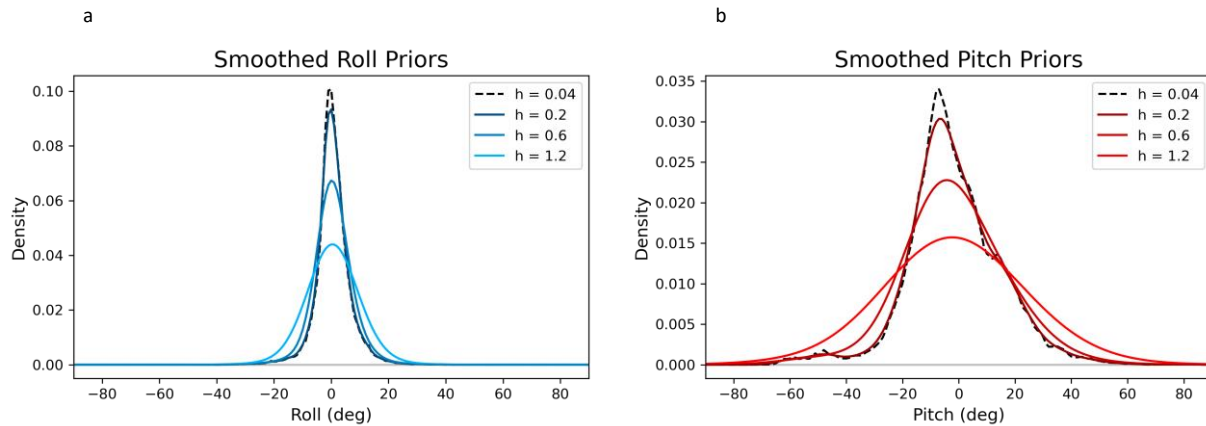 a
Smoothed Roll Priors
0.10
0.08
0.06
0.04
0.02
0.00
Density
h = 0.04
h = 0.2
h = 0.6
h = 1.2
−80 −60 −40 −20 0 20 40 60 80
Roll (deg)
b
Smoothed Pitch Priors
0.035
0.030
0.025
0.020
0.015
0.010
0.005
0.000
Density
h = 0.04
h = 0.2
h = 0.6
h = 1.2
−80 −60 −40 −20 0 20 40 60 80
Pitch (deg)